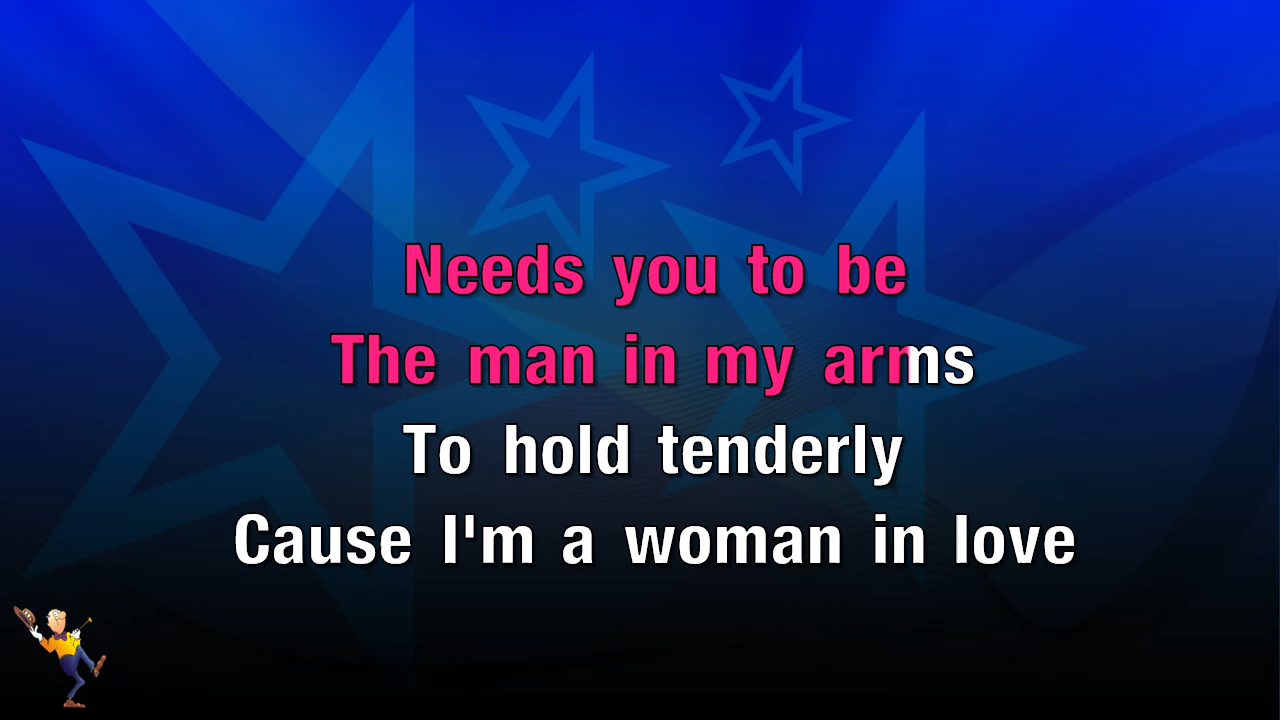 Needs you to be
The man in my arms
To hold tenderly
Cause I'm a woman in love